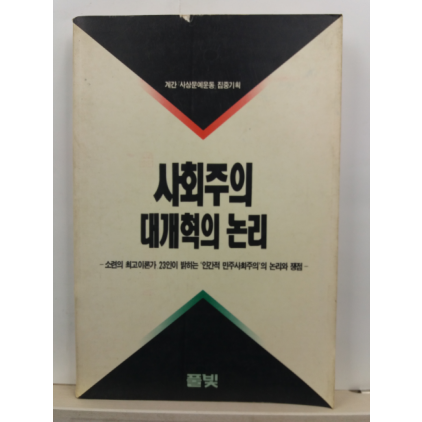 계간·사상문예운동, 집중기획
사회주의
대개혁의 논리
- 소련의 최고이론가 23인이 밝히는 '인간적 민주사회주의'의 논리와 쟁점 -
풀빛